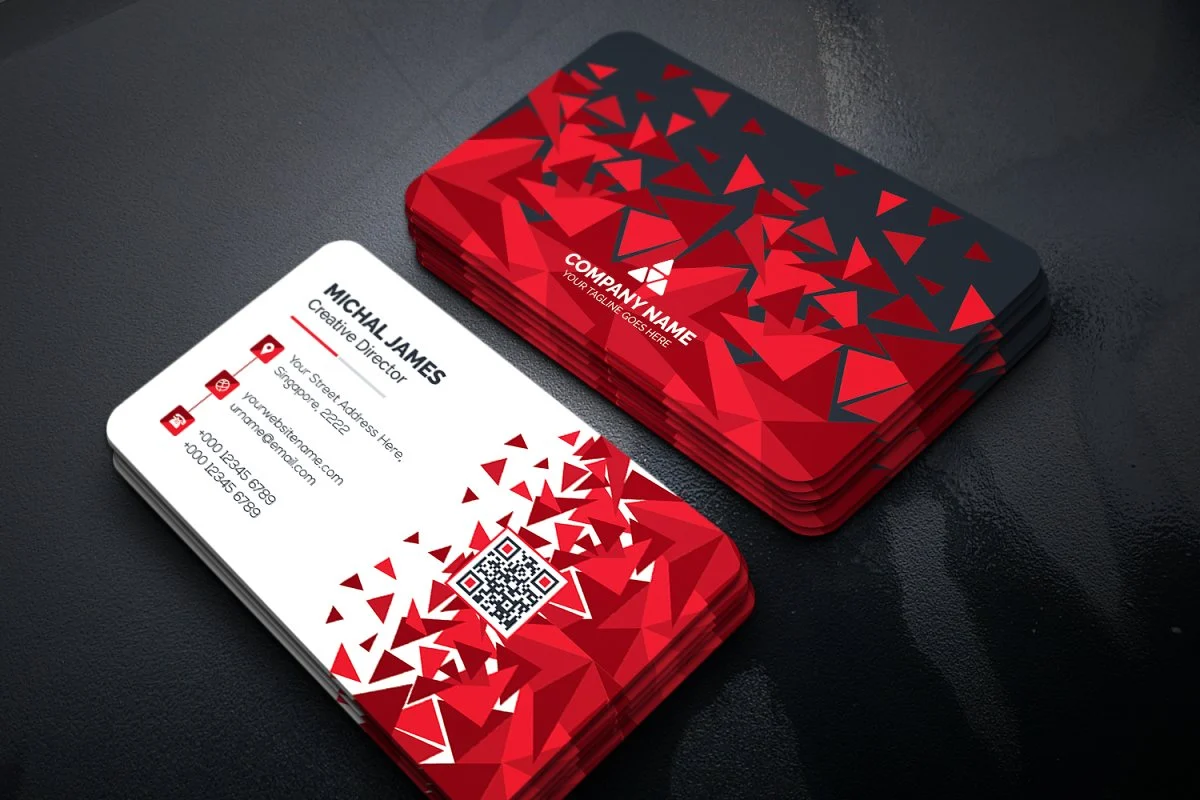 MICHAL JAMES
Creative Director
Your Street Address Here,
Singapore, 2222
yourwebsitename.com
urname@email.com
+000 12345 6789
+000 12345 6789
COMPANY NAME
YOUR TAGLINE GOES HERE